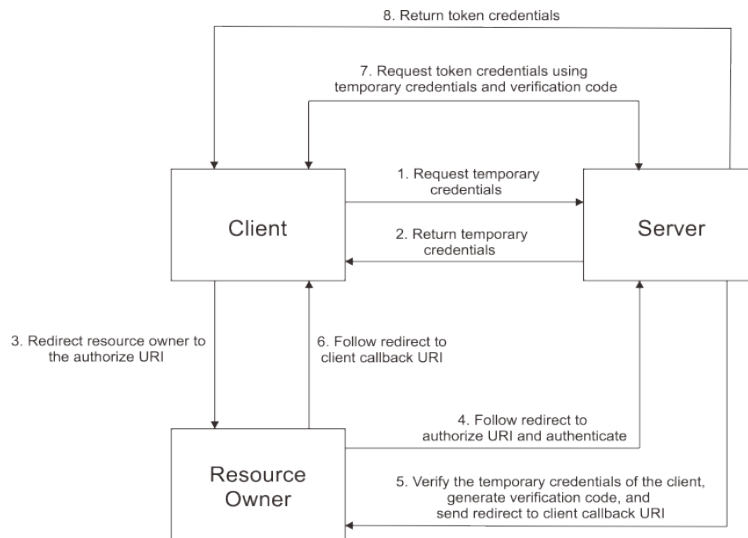 8. Return token credentials
7. Request token credentials using
temporary credentials and verification code
1. Request temporary
credentials
Client
Server
2. Return temporary
credentials
3. Redirect resource owner to
the authorize URI
6. Follow redirect to
client callback URI
4. Follow redirect to
authorize URI and authenticate
Resource
Owner
5. Verify the temporary credentials of the client,
generate verification code, and
send redirect to client callback URI